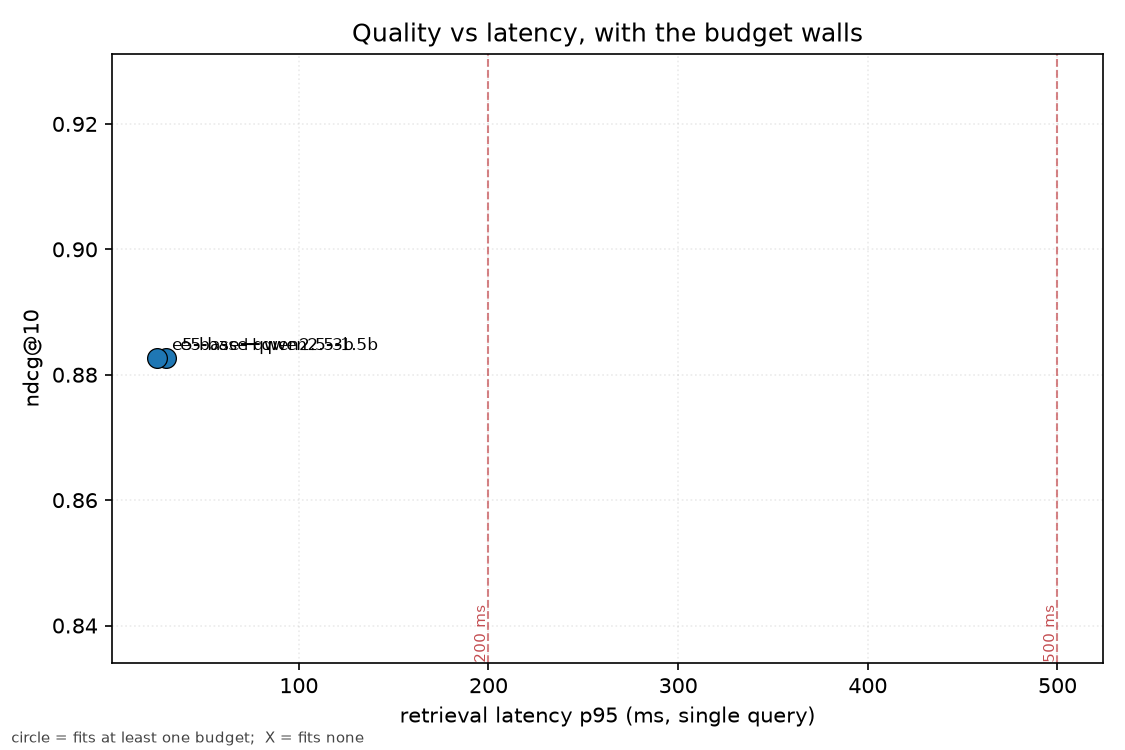 Quality vs latency, with the budget walls
0.92
0.90
0.88
0.86
0.84
ndcg@10
200 ms
500 ms
100
200
300
400
500
retrieval latency p95 (ms, single query)
circle = fits at least one budget;  X = fits none